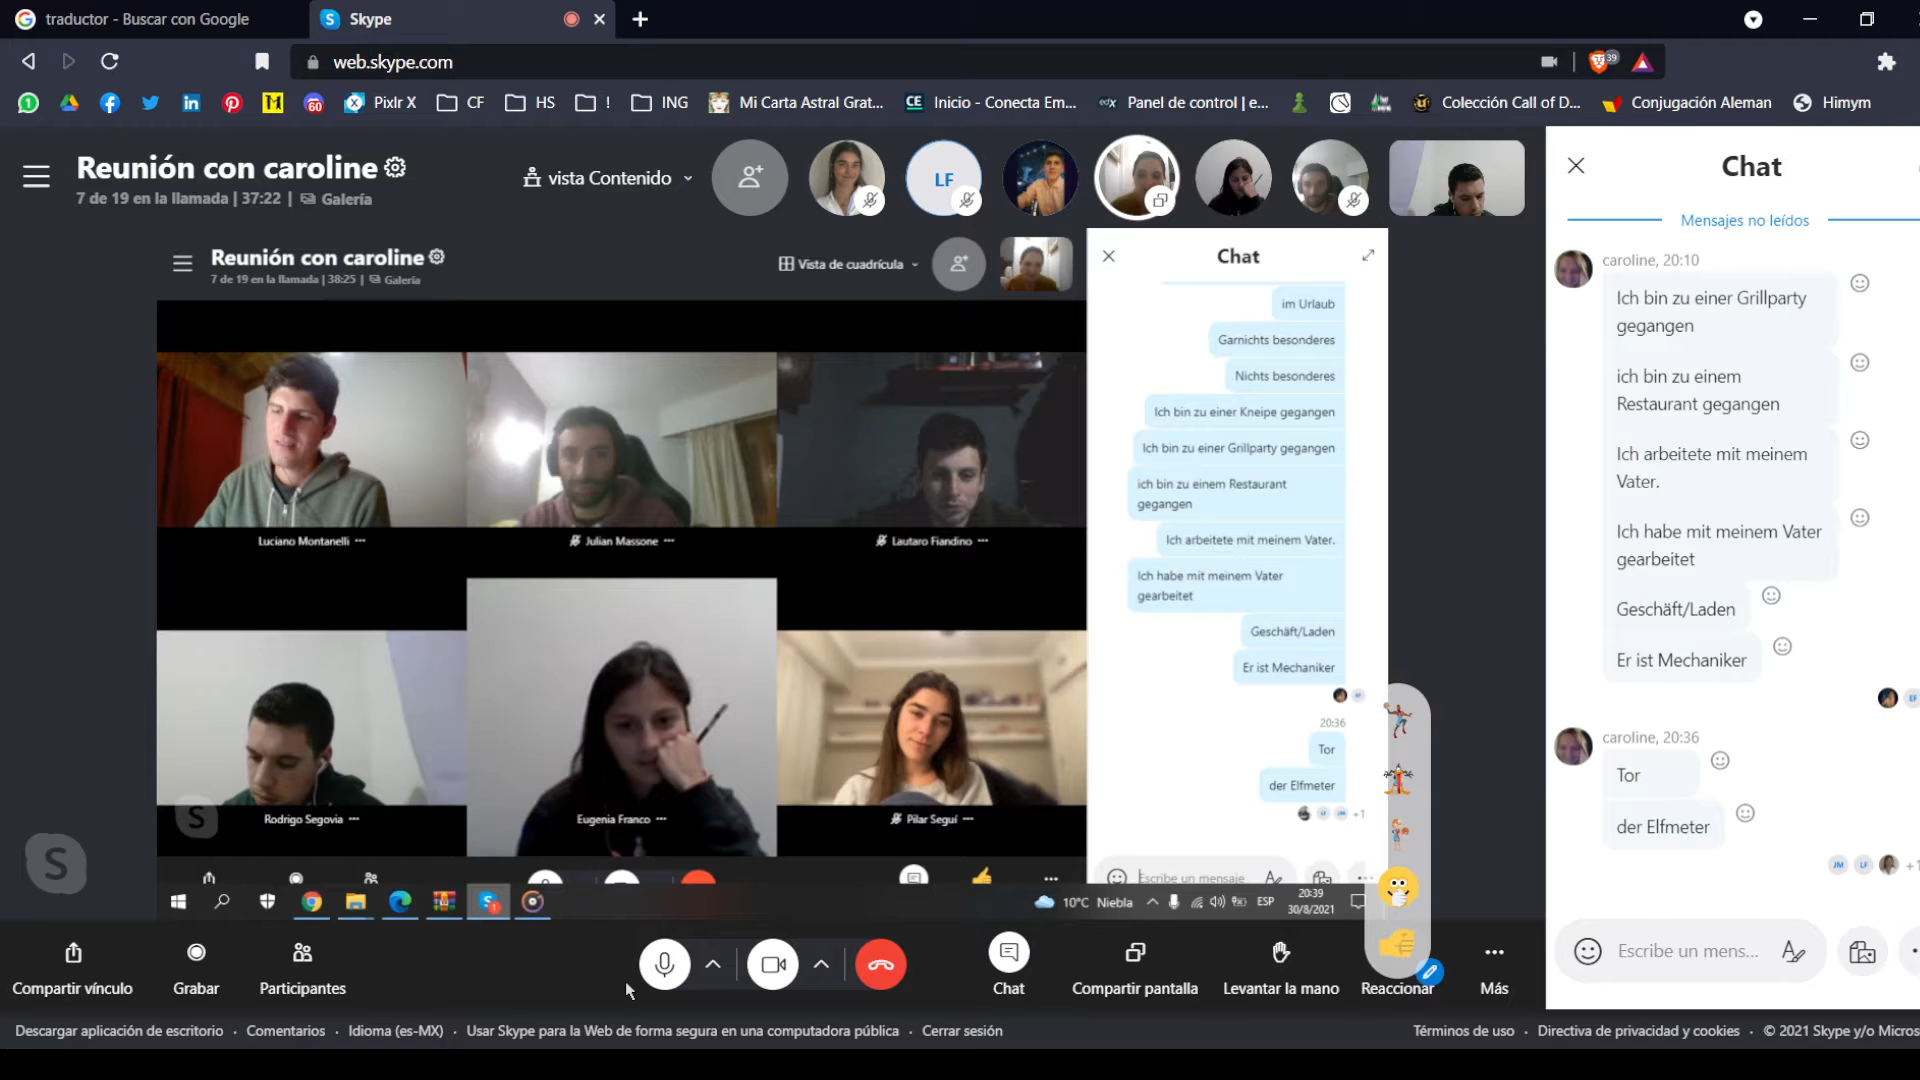 traductor - Buscar con Google
Skype
web.skype.com
39
60
Pixlr X
CF
HS
!
ING
Mi Carta Astral Grat...
Inicio - Conecta Em...
Panel de control | e...
Colección Call of D...
Conjugación Aleman
Himym
Reunión con caroline
7 de 19 en la llamada | 37:22 | Galería
vista Contenido
LF
Reunión con caroline
7 de 19 en la llamada | 38:25 | Galería
Vista de cuadrícula
Luciano Montanelli
Julian Massone
Lautaro Fiandino
Rodrigo Segovia
Eugenia Franco
Pilar Seguí
Chat
im Urlaub
Garnichts besonderes
Nichts besonderes
Ich bin zu einer Kneipe gegangen
Ich bin zu einer Grillparty gegangen
ich bin zu einem Restaurant
gegangen
Ich arbeitete mit meinem Vater.
Ich habe mit meinem Vater
gearbeitet
Geschäft/Laden
Er ist Mechaniker
20:36
Tor
der Elfmeter
+1
Escribe un mensaje
10°C Niebla
ESP
20:39
30/8/2021
Chat
Mensajes no leídos
caroline, 20:10
Ich bin zu einer Grillparty
gegangen
ich bin zu einem
Restaurant gegangen
Ich arbeitete mit meinem
Vater.
Ich habe mit meinem Vater
gearbeitet
Geschäft/Laden
Er ist Mechaniker
EF
caroline, 20:36
Tor
der Elfmeter
JM
LF
+1
Escribe un mens...
Compartir vínculo
Grabar
Participantes
Chat
Compartir pantalla
Levantar la mano
Reaccionar
Más
Descargar aplicación de escritorio · Comentarios · Idioma (es-MX) · Usar Skype para la Web de forma segura en una computadora pública · Cerrar sesión
Términos de uso · Directiva de privacidad y cookies · © 2021 Skype y/o Micros